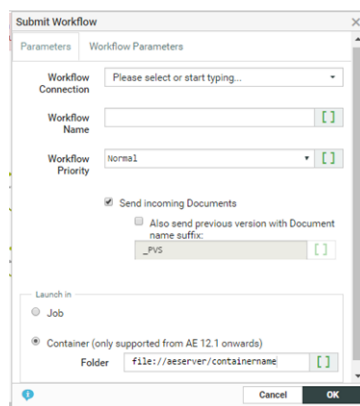 Submit Workflow
Parameters Workflow Parameters
Workflow Connection Please select or start typing...
Workflow Name []
Workflow Priority Normal []
Send incoming Documents
Also send previous version with Document
name suffix:
_PVS []
Launch in
Job
Container (only supported from AE 12.1 onwards)
Folder file://aeserver/containername []
Cancel OK